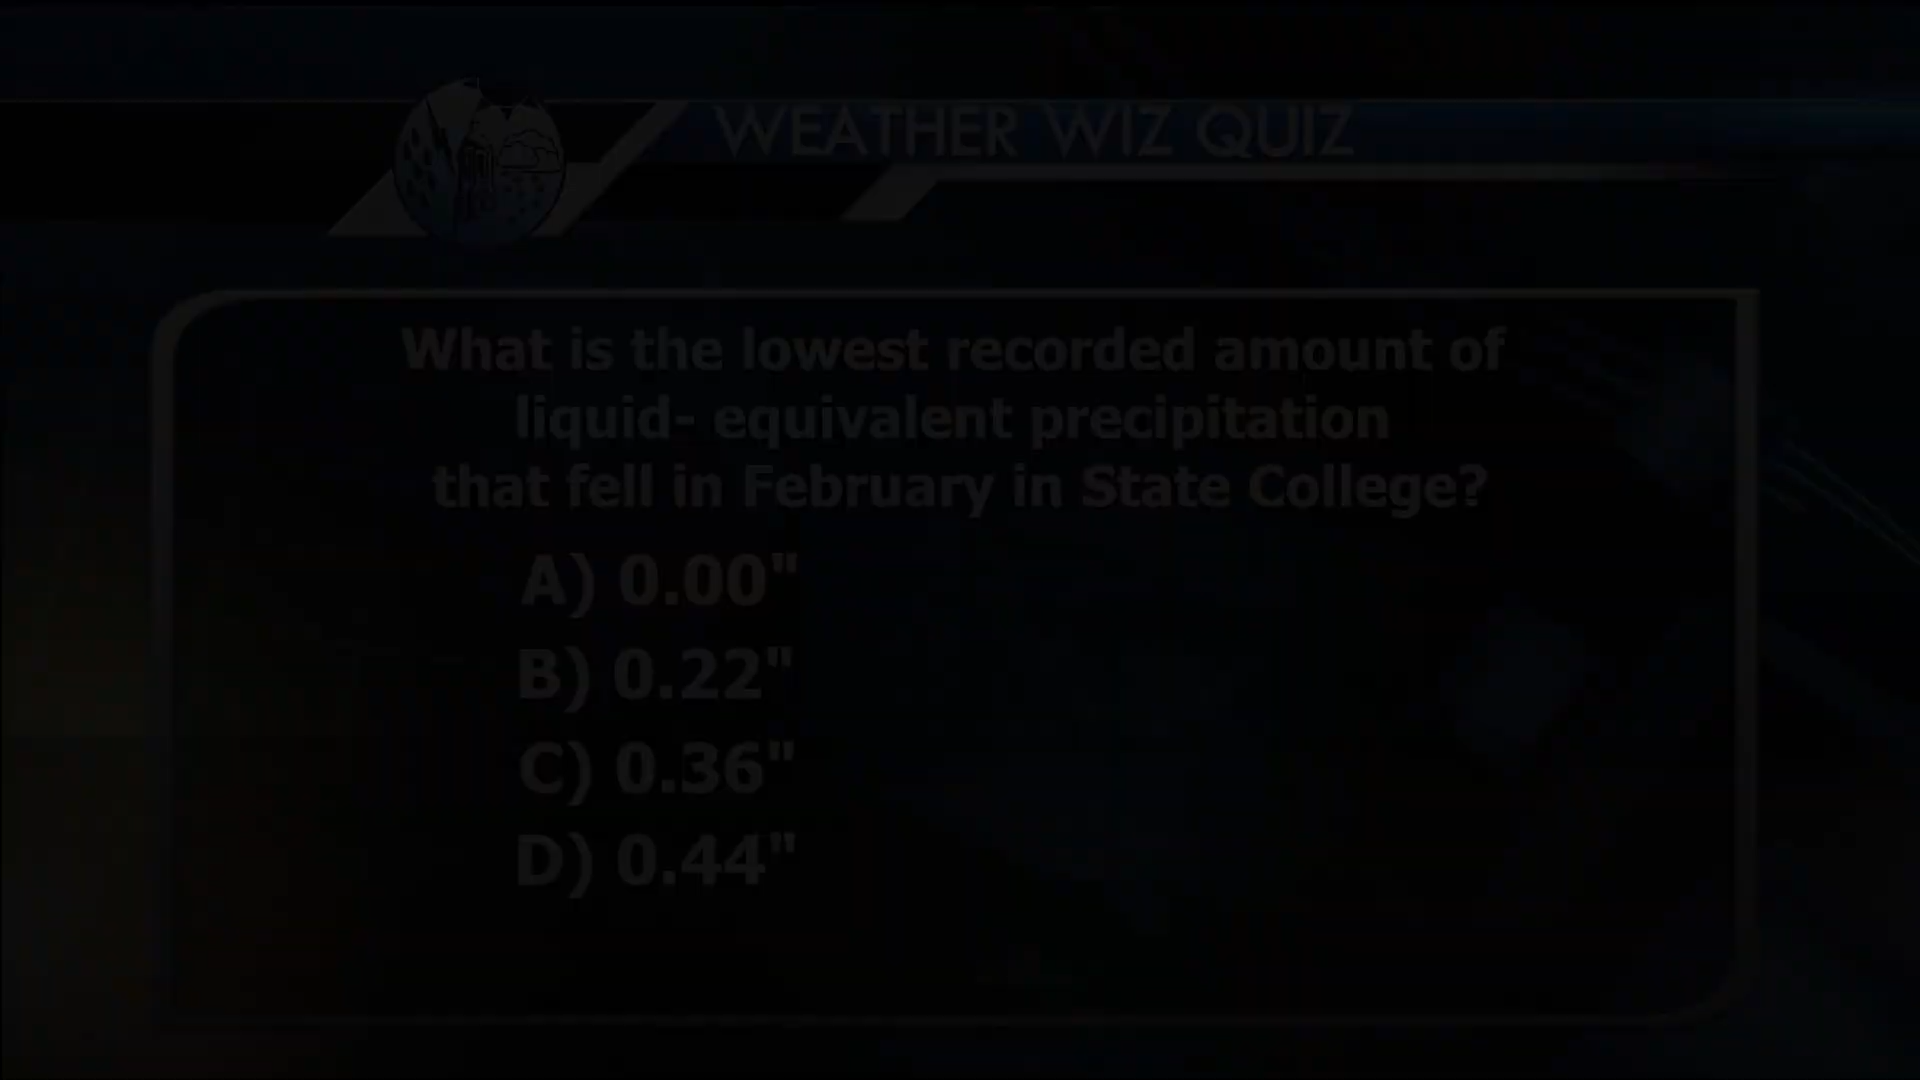 WEATHER WIZ QUIZ
What is the lowest recorded amount of
liquid- equivalent precipitation
that fell in February in State College?
A) 0.00"
B) 0.22"
C) 0.36"
D) 0.44"